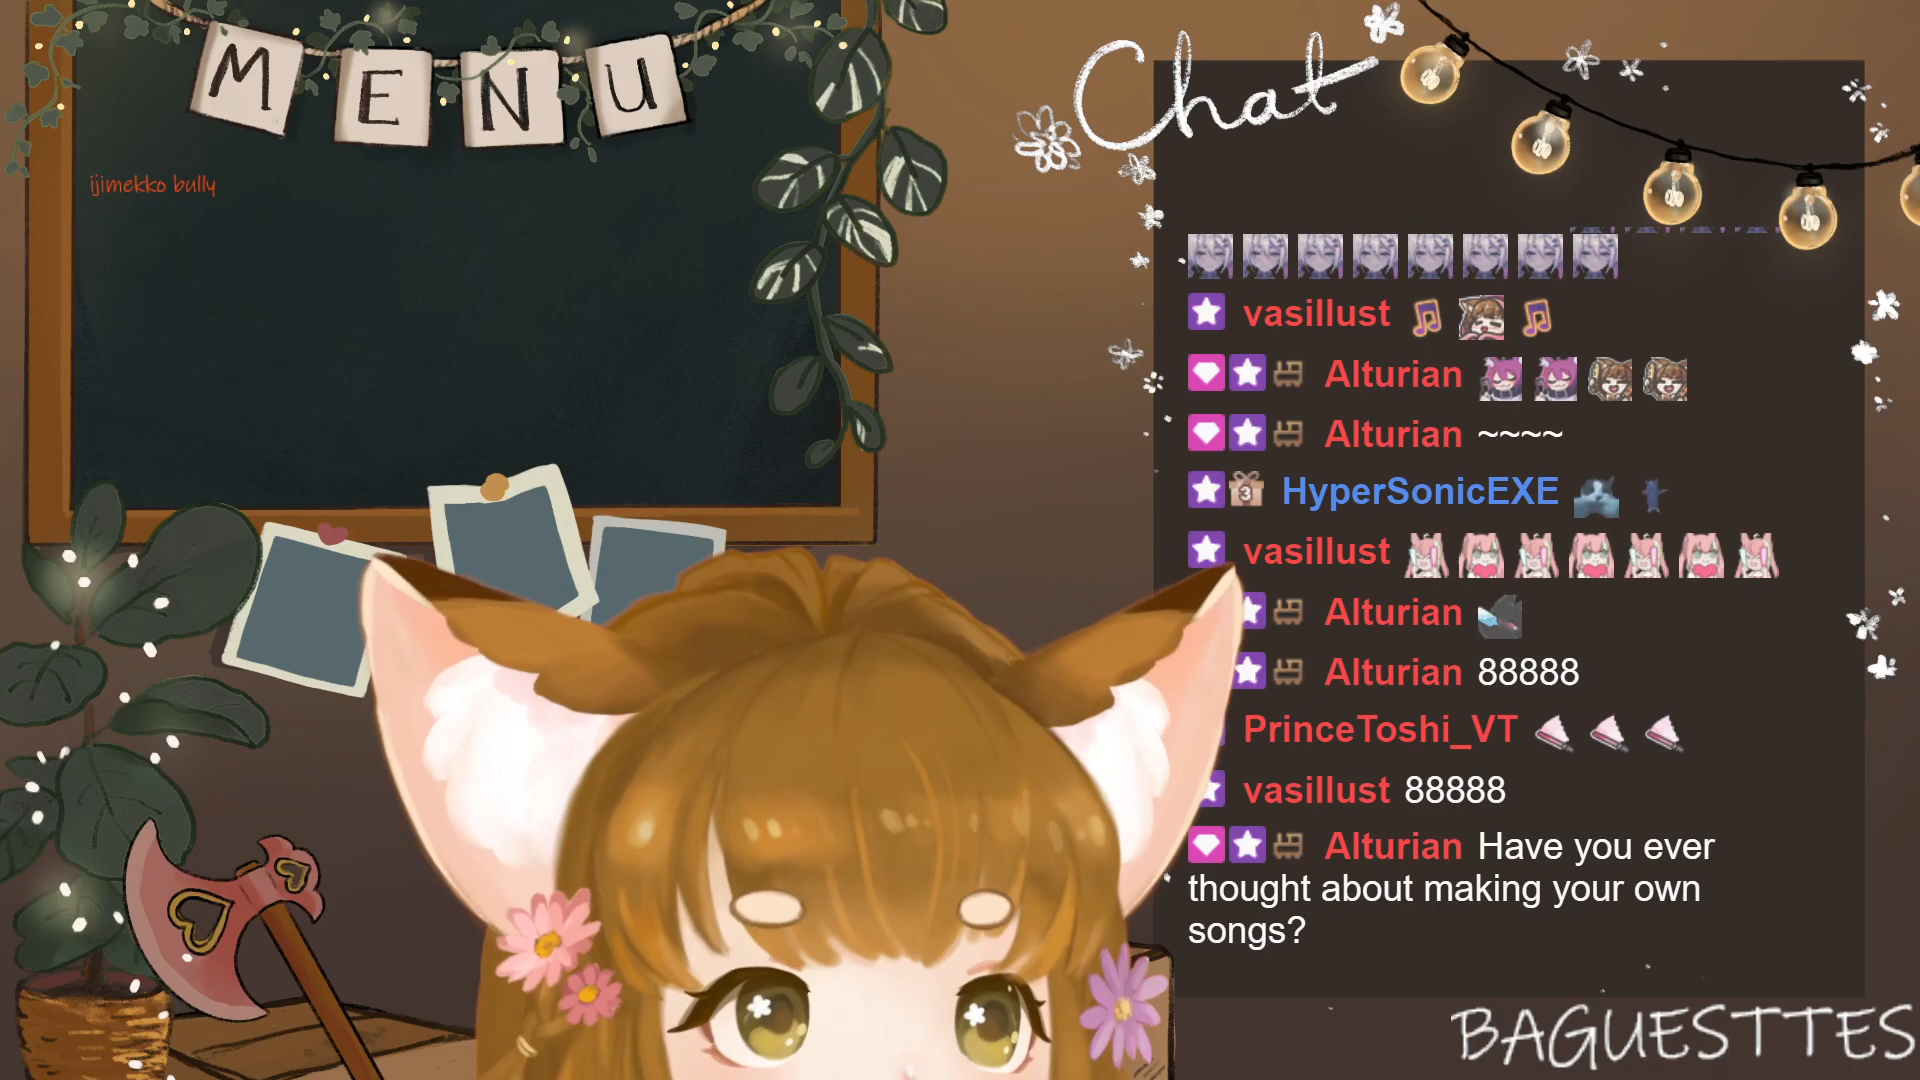 MENU
Chat
ijimekko bully
vasillust
Alturian
Alturian ~~~~
3 HyperSonicEXE
vasillust
Alturian
Alturian 88888
PrinceToshi_VT
vasillust 88888
Alturian Have you ever
thought about making your own
songs?
BAGUESTTES